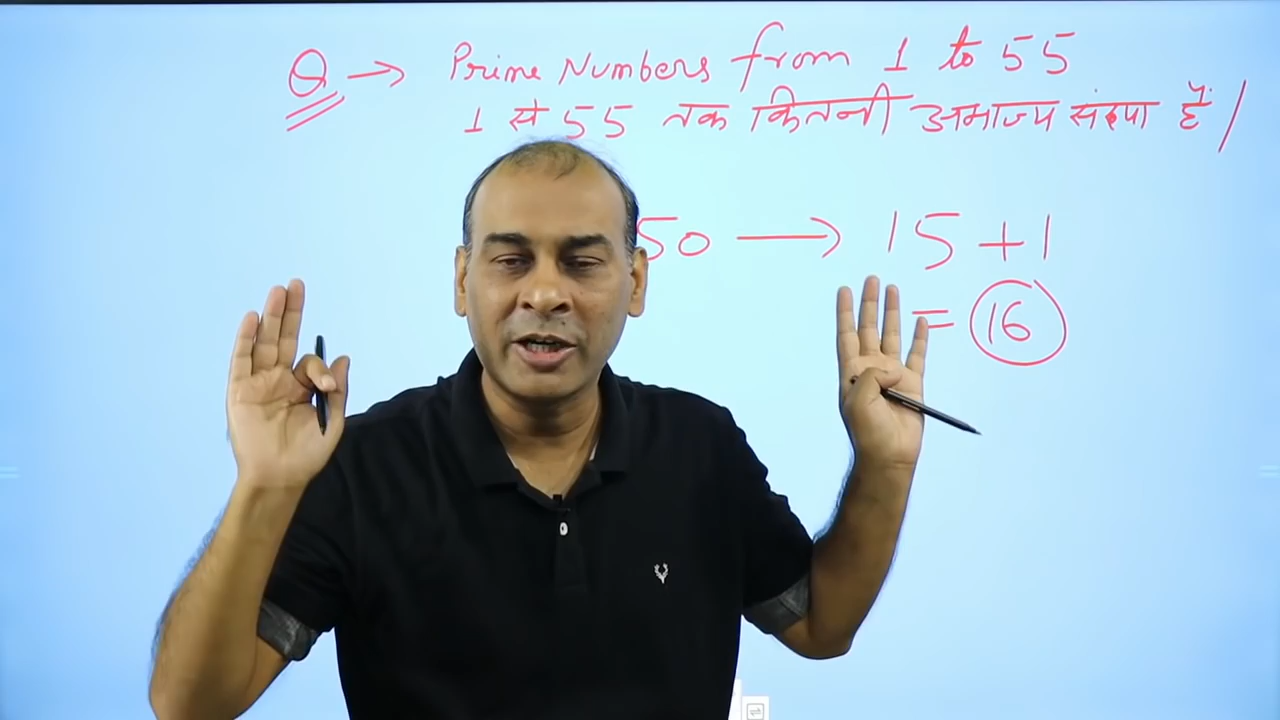 Q → Prime Numbers from 1 to 55
1 से 55 तक कितनी अभाज्य संख्या हैं।
50 → 15 + 1
= 16